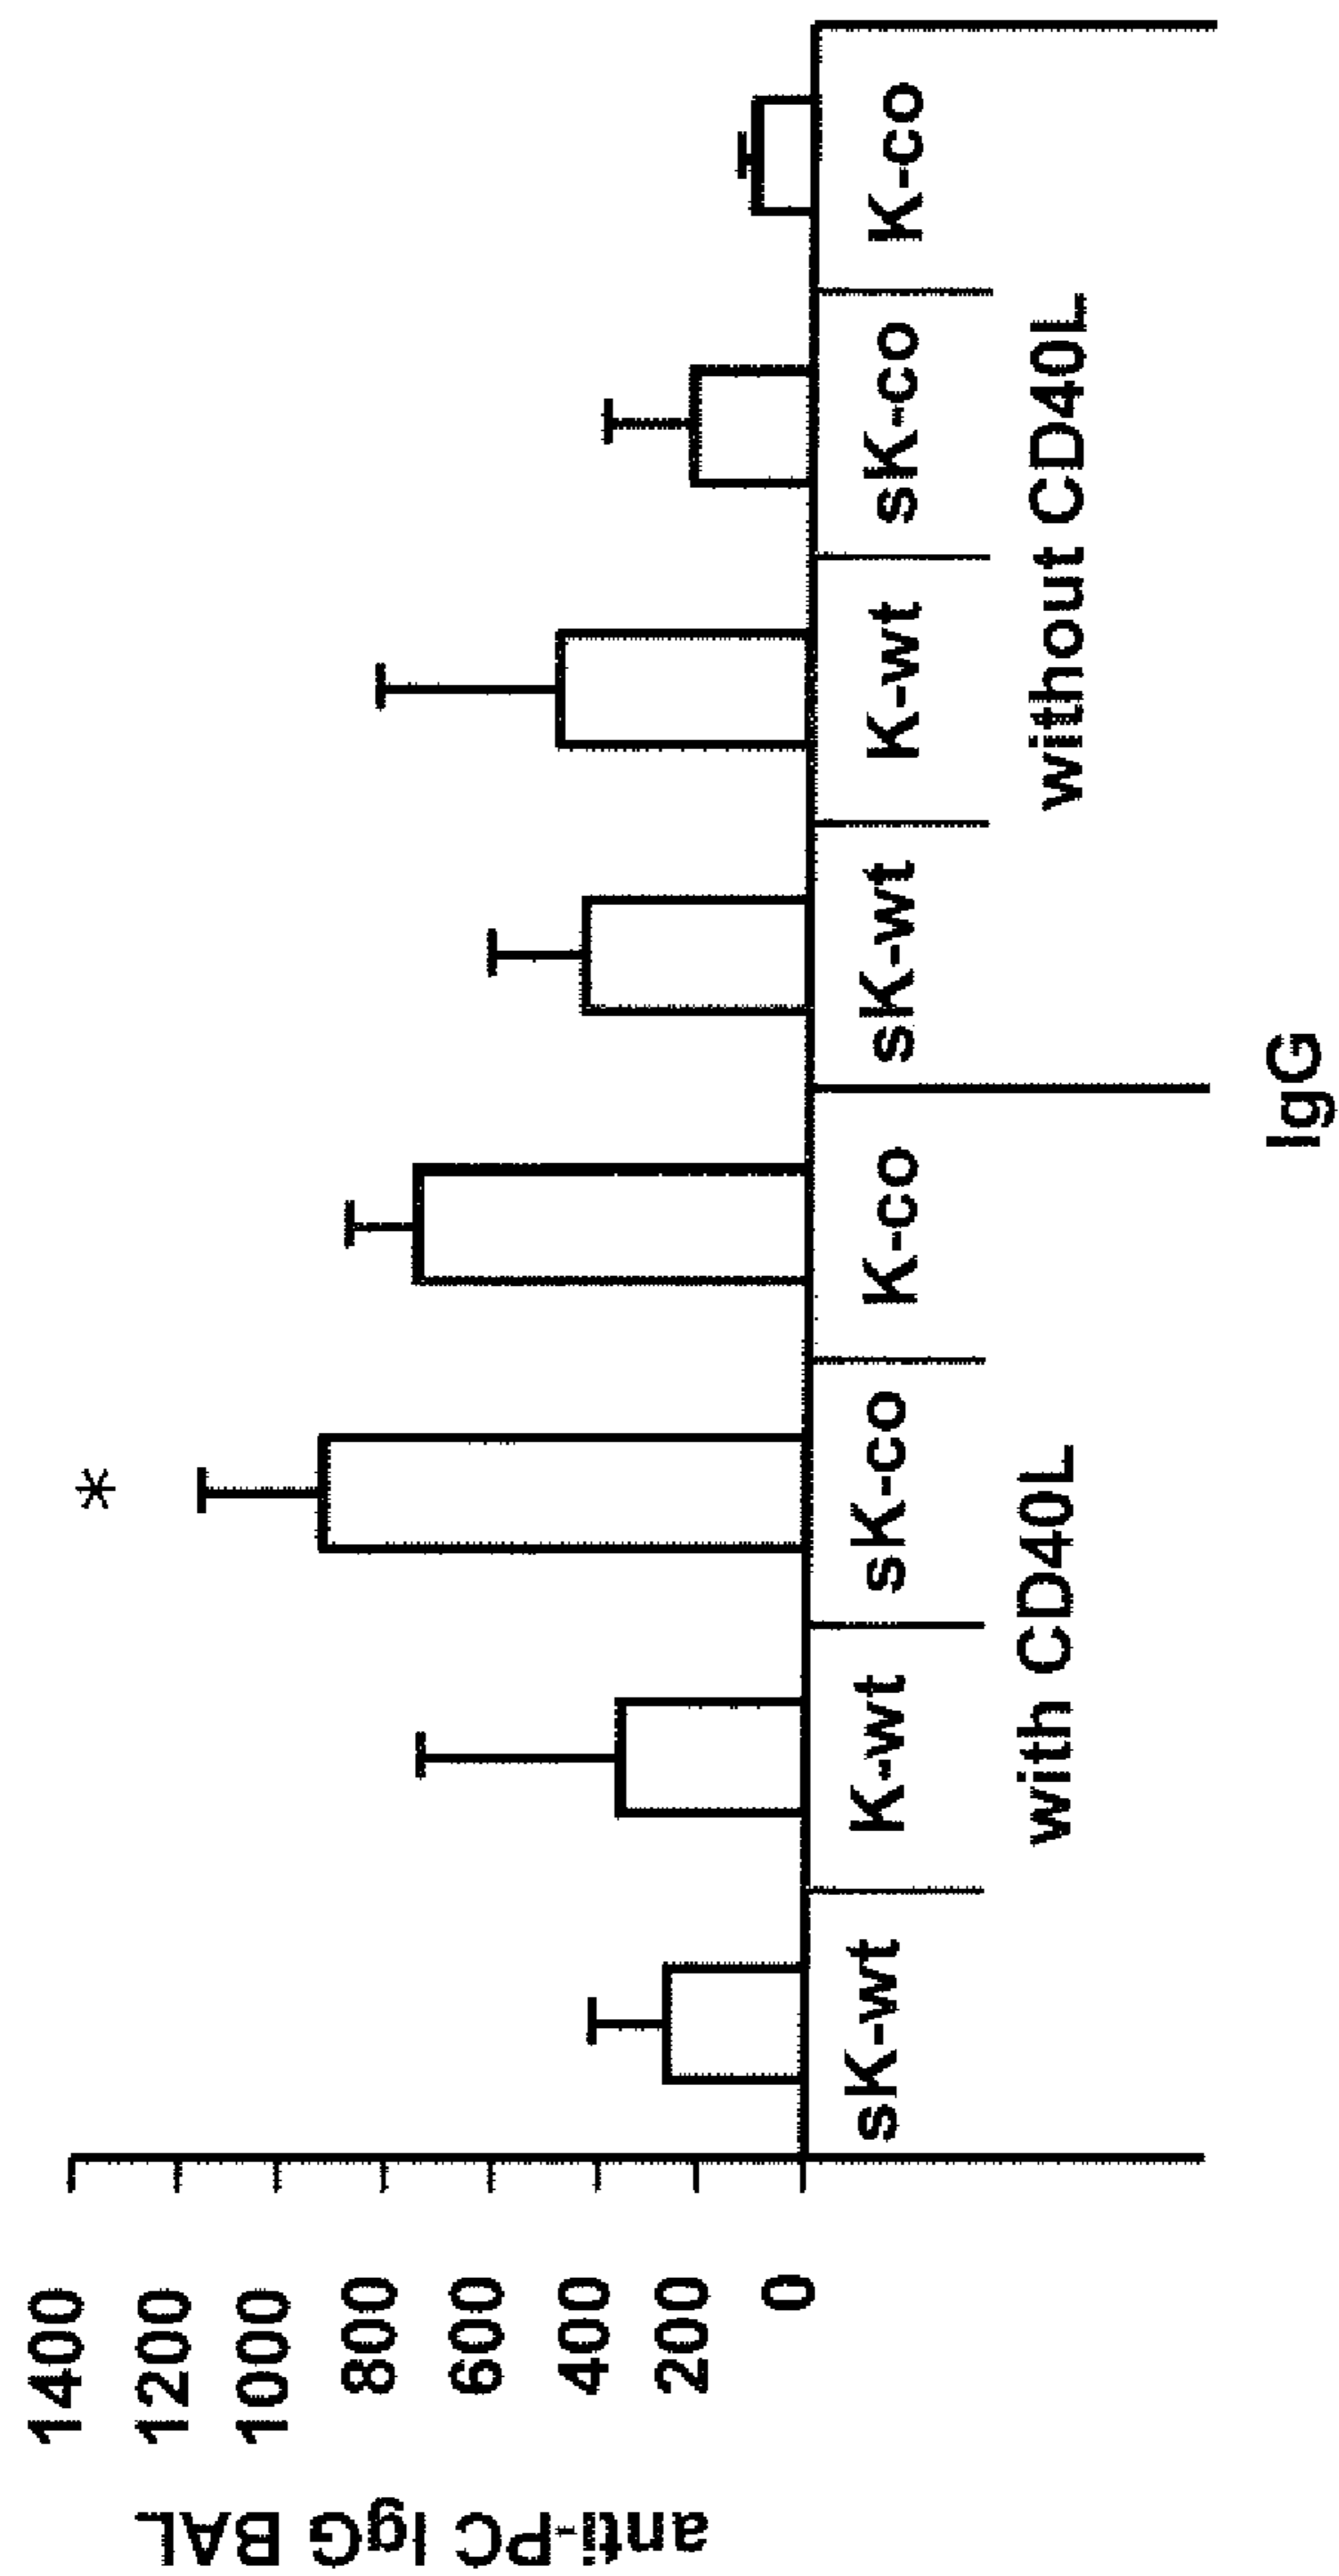 anti-PC IgG BAL
1400
1200
1000
800
600
400
200
0
*
sK-wt
K-wt
sK-co
K-co
sK-wt
K-wt
sK-co
K-co
with CD40L
without CD40L
IgG